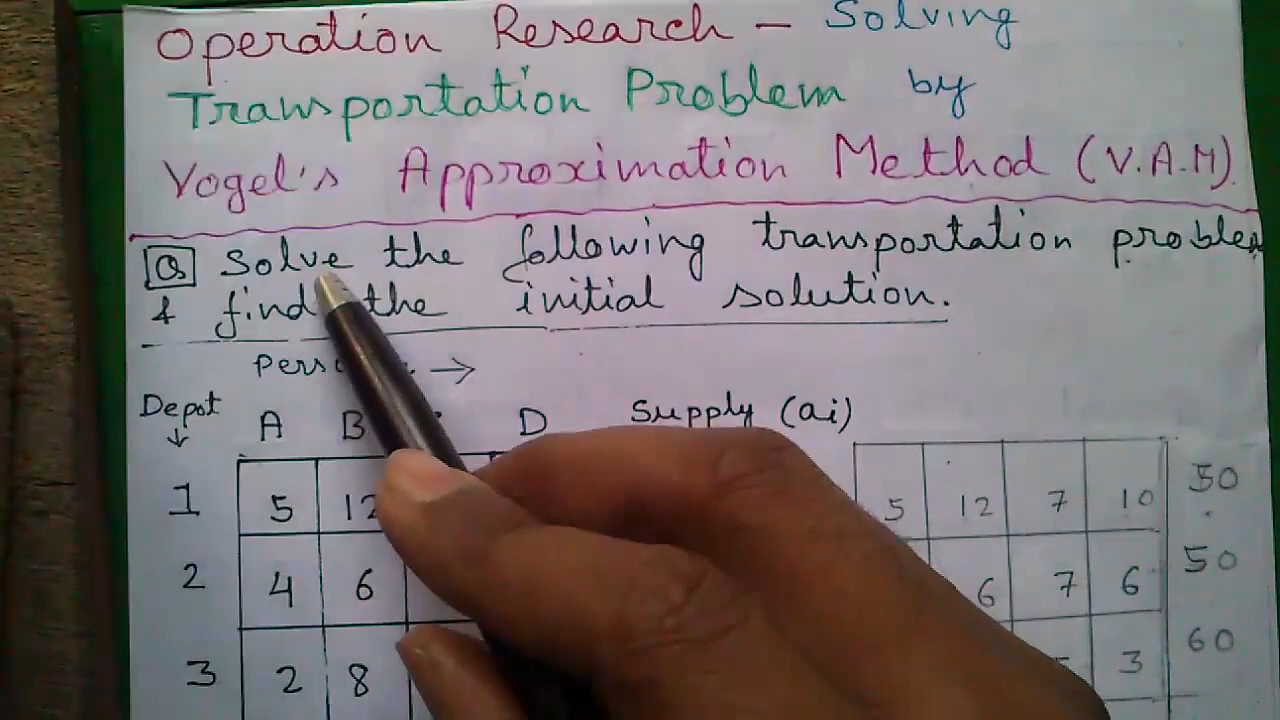 Operation Research - Solving
Transportation Problem by
Vogel's Approximation Method (V.A.M)
Q Solve the following transportation problem
& find the initial solution.
→
Depot ↓ A B D Supply (ai)
1 5 12 5 12 7 10 50
2 4 6 6 7 6 50
3 2 8 3 60